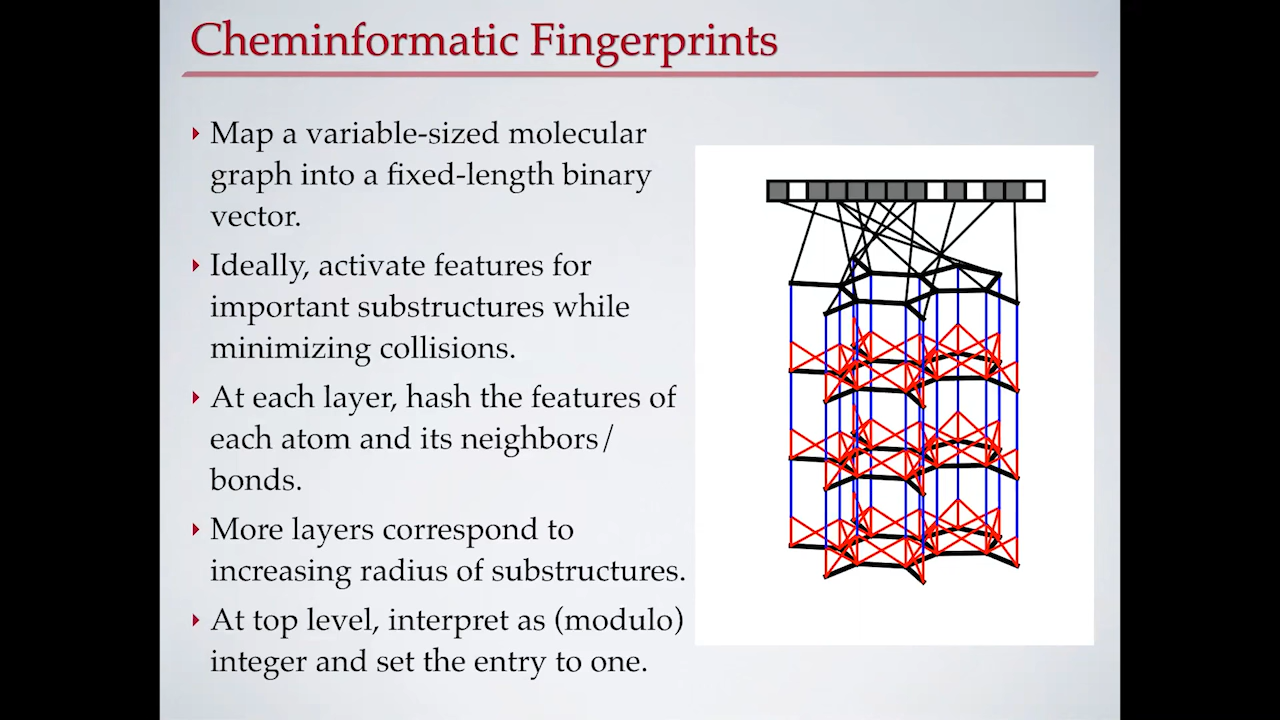 Cheminformatic Fingerprints
Map a variable-sized molecular
graph into a fixed-length binary
vector.
Ideally, activate features for
important substructures while
minimizing collisions.
At each layer, hash the features of
each atom and its neighbors/
bonds.
More layers correspond to
increasing radius of substructures.
At top level, interpret as (modulo)
integer and set the entry to one.